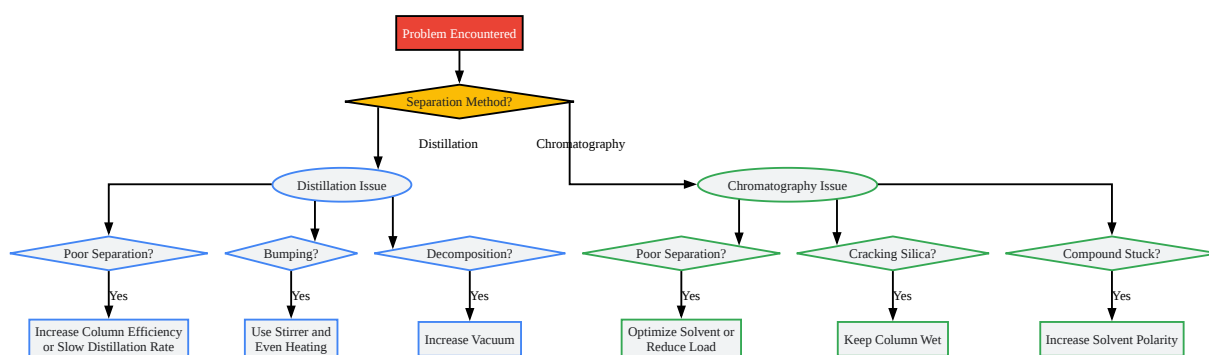 Problem Encountered
Separation Method?
Distillation
Chromatography
Distillation Issue
Chromatography Issue
Poor Separation?
Bumping?
Decomposition?
Poor Separation?
Cracking Silica?
Compound Stuck?
Yes
Yes
Yes
Yes
Yes
Yes
Increase Column Efficiency
or Slow Distillation Rate
Use Stirrer and
Even Heating
Increase Vacuum
Optimize Solvent or
Reduce Load
Keep Column Wet
Increase Solvent Polarity